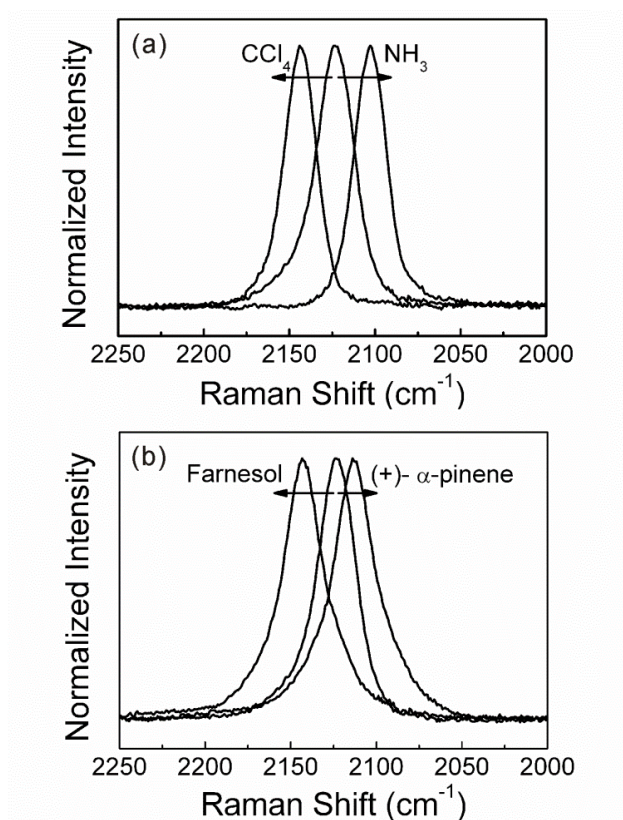 (a)
CCl4 NH3
Normalized Intensity
2250 2200 2150 2100 2050 2000
Raman Shift (cm-1)
(b)
Farnesol (+)- α-pinene
Normalized Intensity
2250 2200 2150 2100 2050 2000
Raman Shift (cm-1)